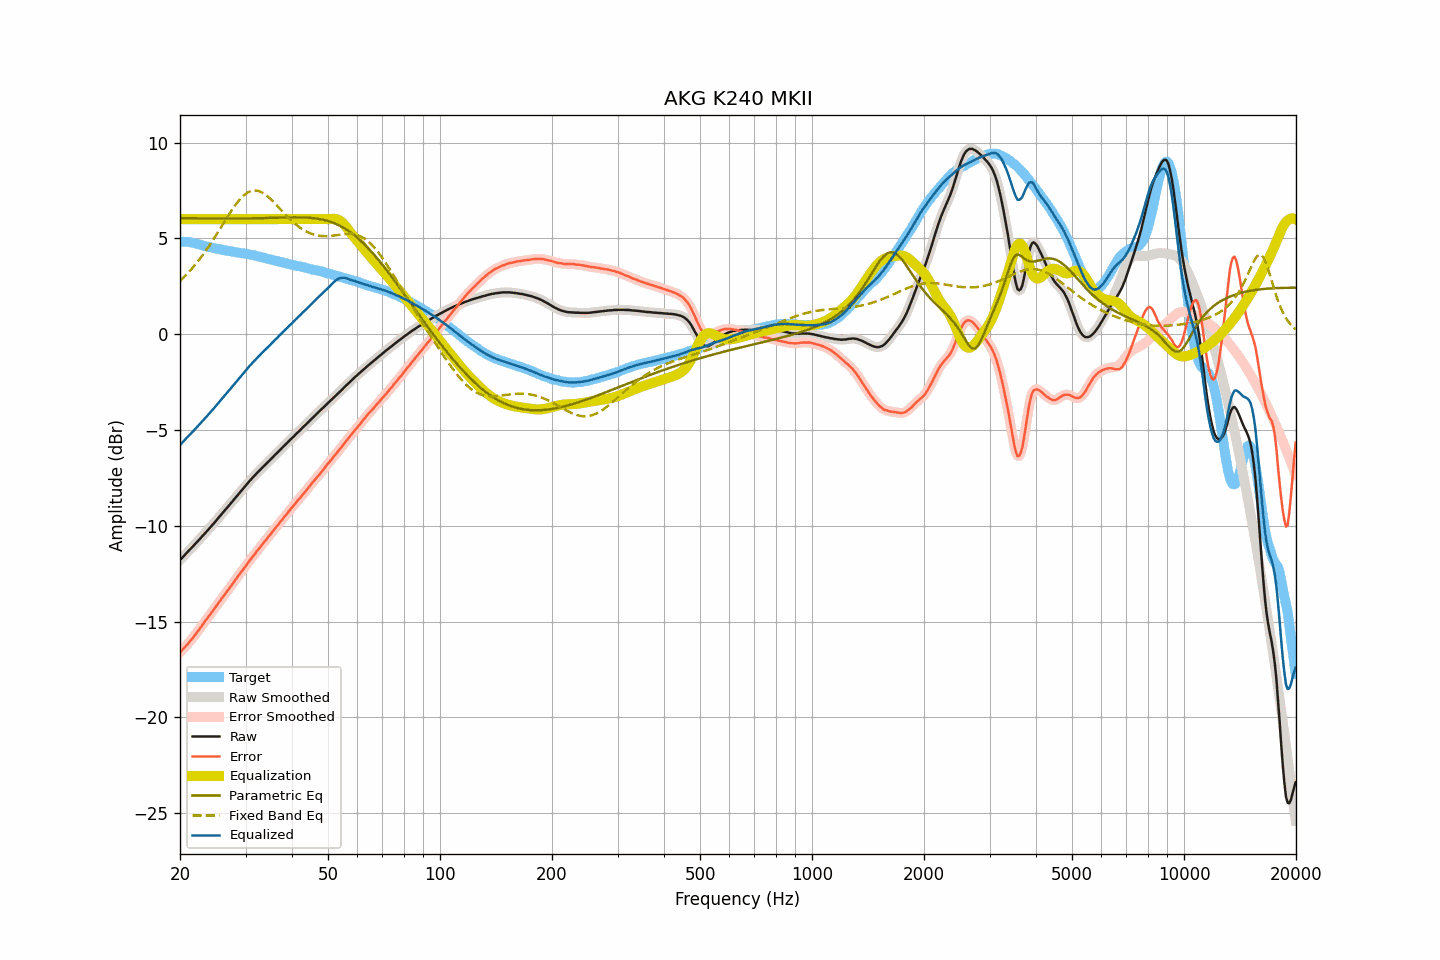 AKG K240 MKII
10
5
0
−5
−10
−15
−20
−25
Amplitude (dBr)
Target
Raw Smoothed
Error Smoothed
Raw
Error
Equalization
Parametric Eq
Fixed Band Eq
Equalized
20 50 100 200 500 1000 2000 5000 10000 20000
Frequency (Hz)